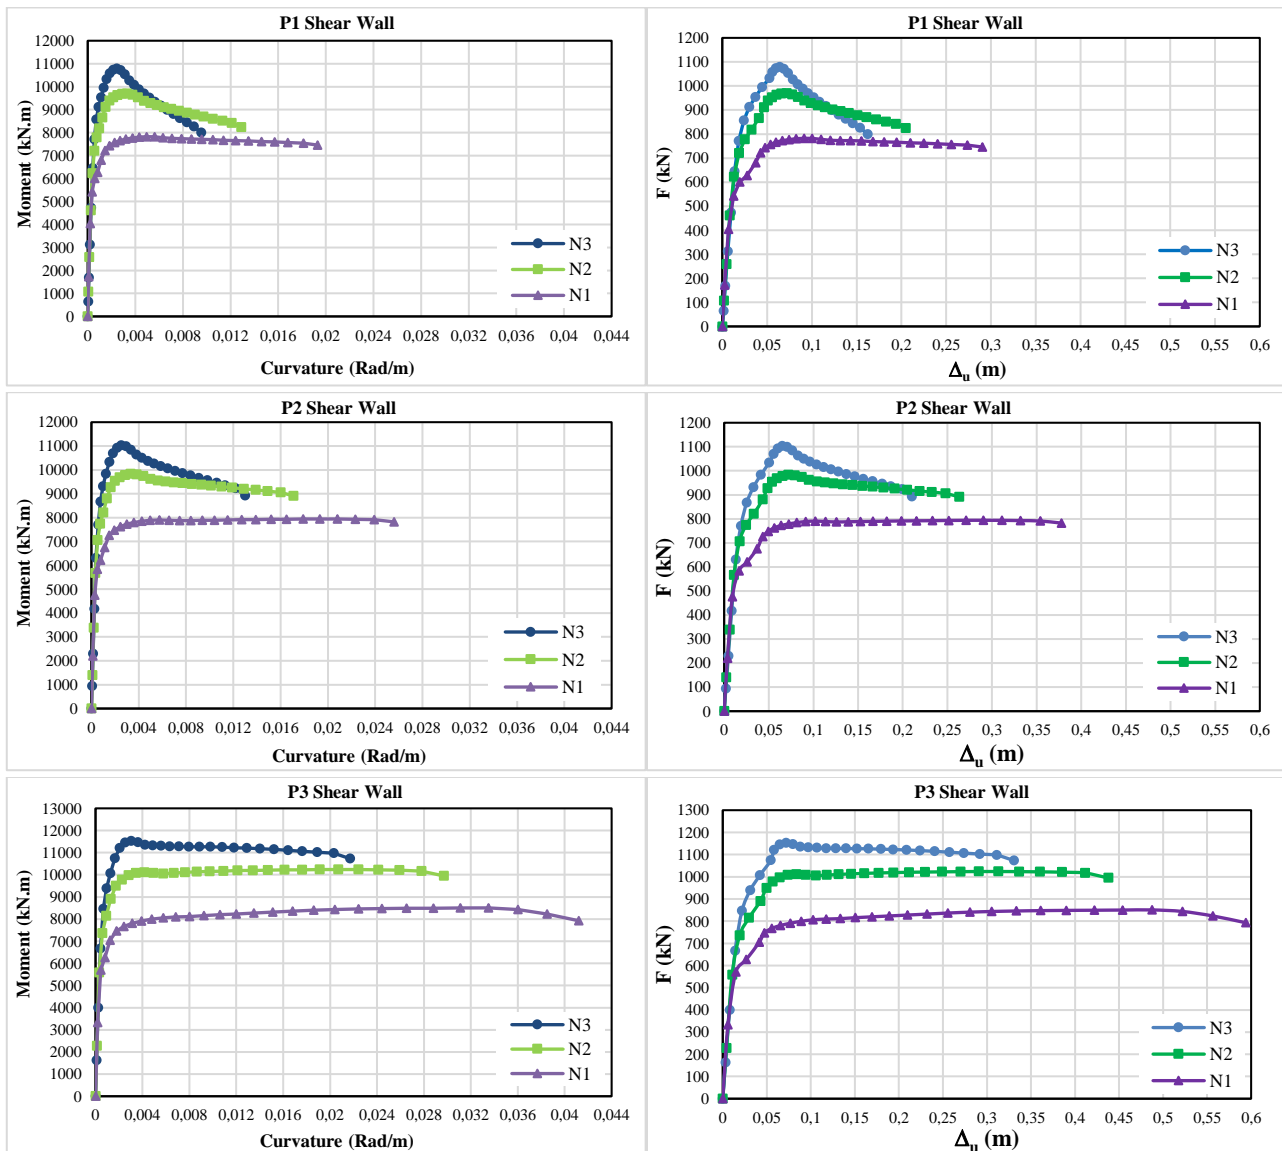 P1 Shear Wall
12000
11000
10000
9000
8000
7000
6000
5000
4000
3000
2000
1000
0
Moment (kN.m)
N3
N2
N1
0 0,004 0,008 0,012 0,016 0,02 0,024 0,028 0,032 0,036 0,04 0,044
Curvature (Rad/m)
P1 Shear Wall
1200
1100
1000
900
800
700
600
500
400
300
200
100
0
F (kN)
N3
N2
N1
0 0,05 0,1 0,15 0,2 0,25 0,3 0,35 0,4 0,45 0,5 0,55 0,6
Δu (m)
P2 Shear Wall
12000
11000
10000
9000
8000
7000
6000
5000
4000
3000
2000
1000
0
Moment (kN.m)
N3
N2
N1
0 0,004 0,008 0,012 0,016 0,02 0,024 0,028 0,032 0,036 0,04 0,044
Curvature (Rad/m)
P2 Shear Wall
1200
1100
1000
900
800
700
600
500
400
300
200
100
0
F (kN)
N3
N2
N1
0 0,05 0,1 0,15 0,2 0,25 0,3 0,35 0,4 0,45 0,5 0,55 0,6
Δu (m)
P3 Shear Wall
13000
12000
11000
10000
9000
8000
7000
6000
5000
4000
3000
2000
1000
0
Moment (kN.m)
N3
N2
N1
0 0,004 0,008 0,012 0,016 0,02 0,024 0,028 0,032 0,036 0,04 0,044
Curvature (Rad/m)
P3 Shear Wall
1300
1200
1100
1000
900
800
700
600
500
400
300
200
100
0
F (kN)
N3
N2
N1
0 0,05 0,1 0,15 0,2 0,25 0,3 0,35 0,4 0,45 0,5 0,55 0,6
Δu (m)